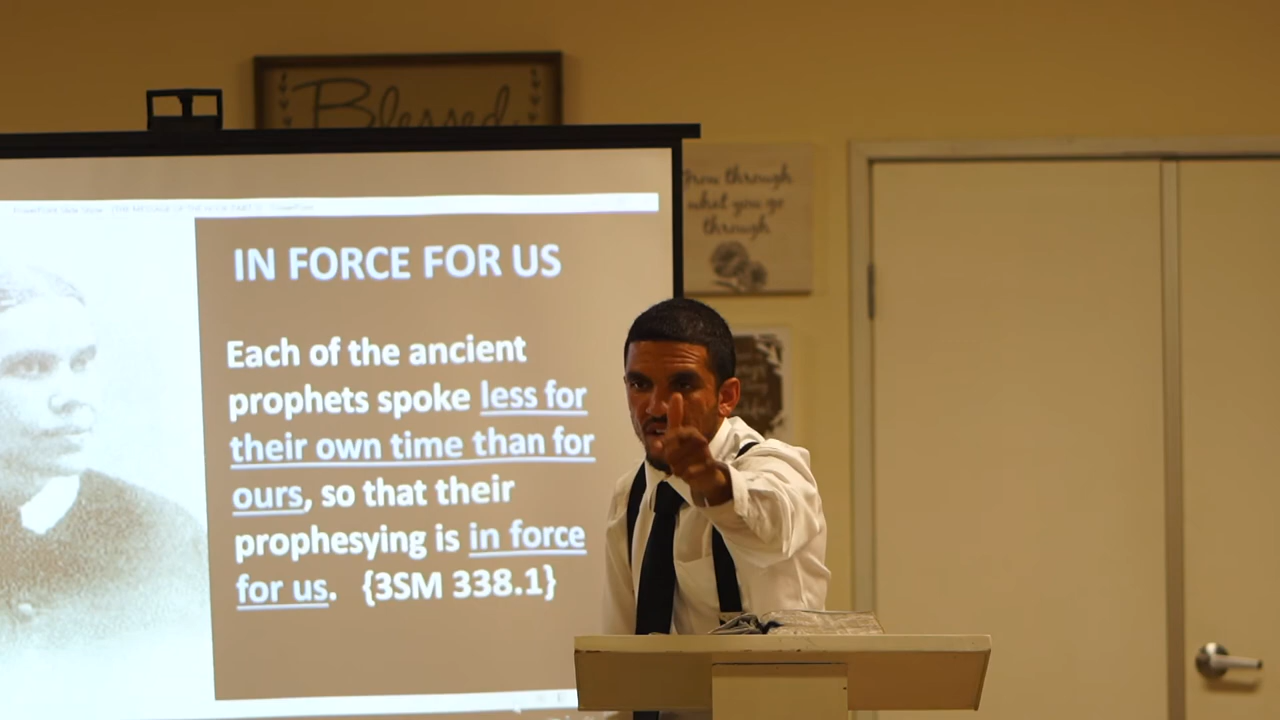 Blessed
From through
what you go
through
IN FORCE FOR US
Each of the ancient
prophets spoke less for
their own time than for
ours, so that their
prophesying is in force
for us. {3SM 338.1}